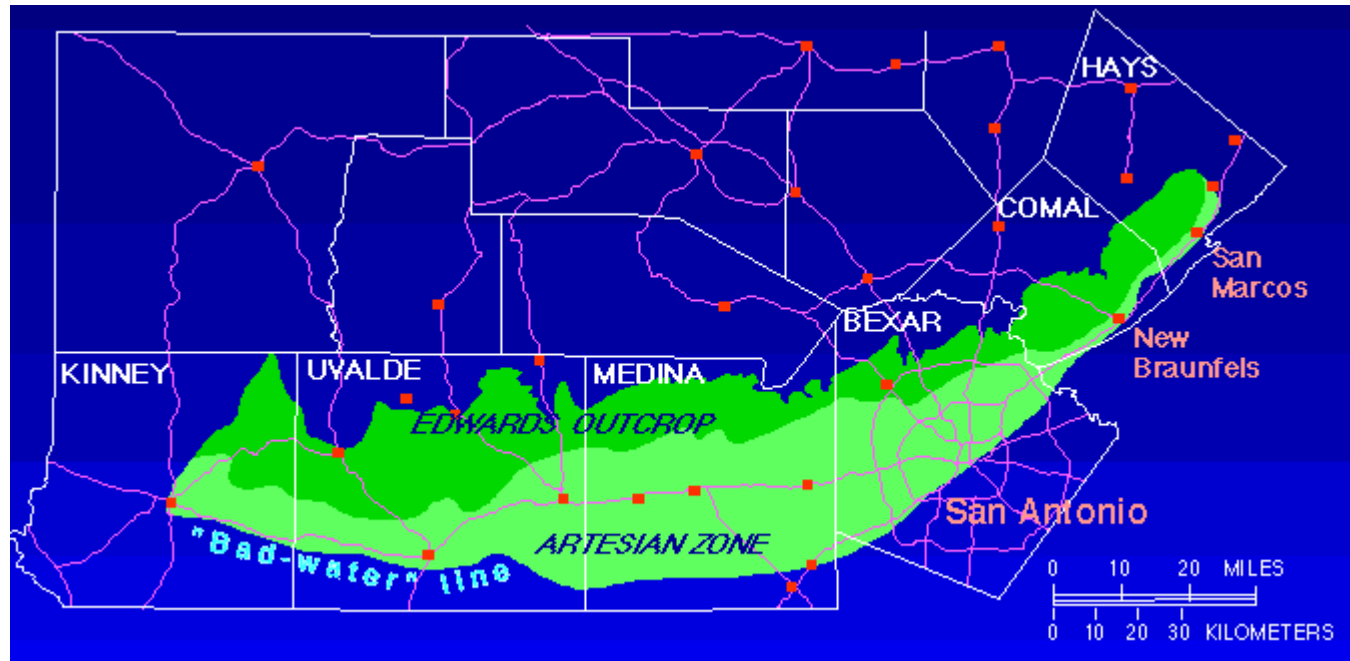 HAYS
COMAL
San
Marcos
BEXAR
New
Braunfels
KINNEY
UVALDE
MEDINA
EDWARDS OUTCROP
San Antonio
ARTESIAN ZONE
"Bad-water" line
0 10 20 MILES
0 10 20 30 KILOMETERS